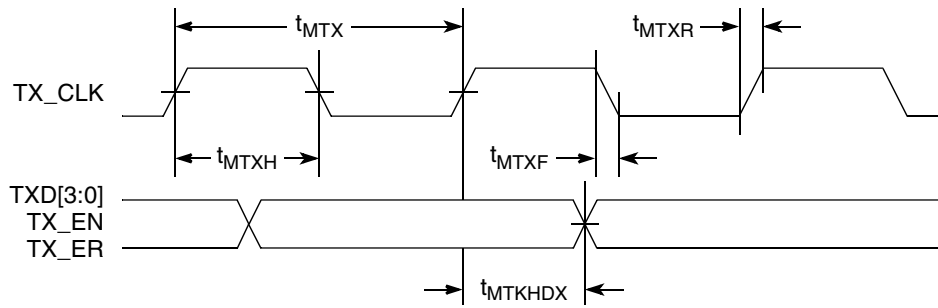 tMTX
tMTXR
TX_CLK
tMTXH
tMTXF
TXD[3:0]
TX_EN
TX_ER
tMTKHDX